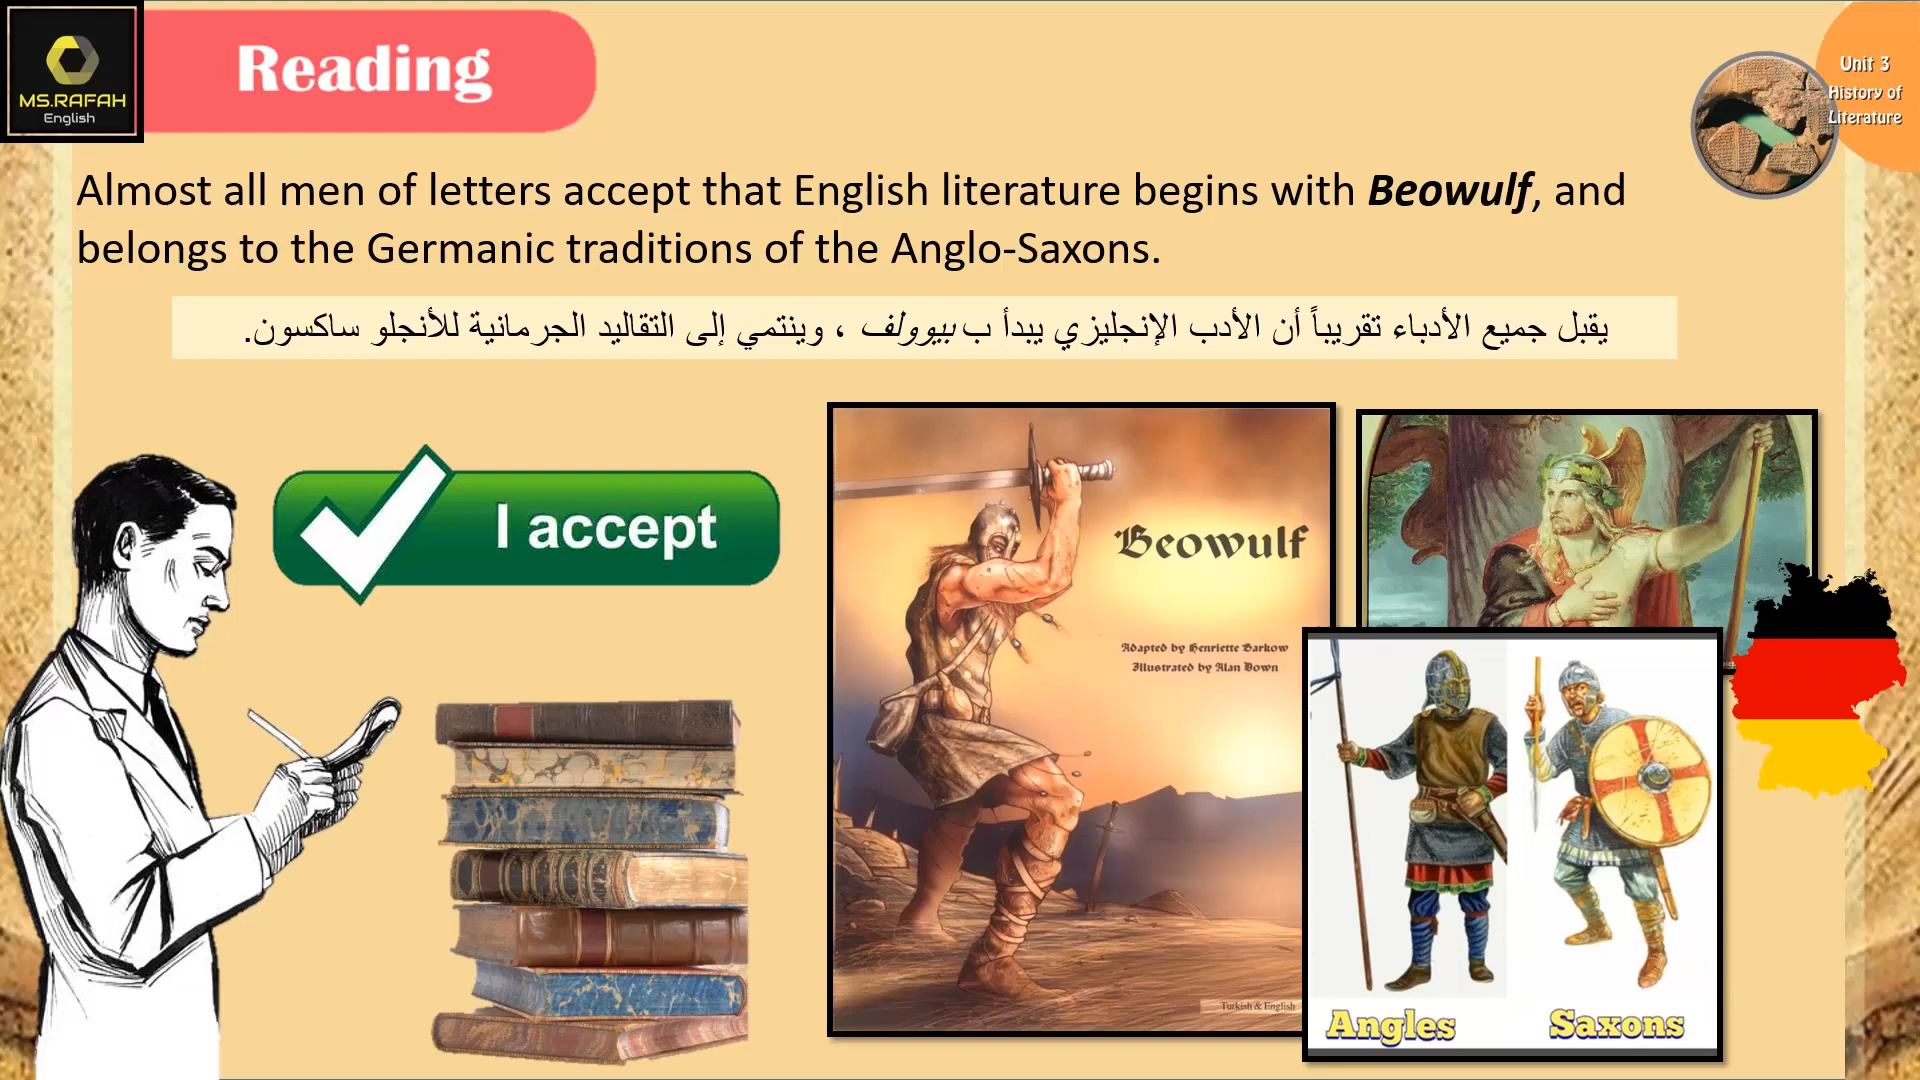 MS.RAFAH
English
Reading
Unit 3
History of
Literature
Almost all men of letters accept that English literature begins with Beowulf, and
belongs to the Germanic traditions of the Anglo-Saxons.
يقبل جميع الأدباء تقريباً أن الأدب الإنجليزي يبدأ ب بيوولف ، وينتمي إلى التقاليد الجرمانية للأنجلو ساكسون.
I accept
Beowulf
Adapted by Henriette Barkow
Illustrated by Alan Down
Turkish & English
Angles
Saxons